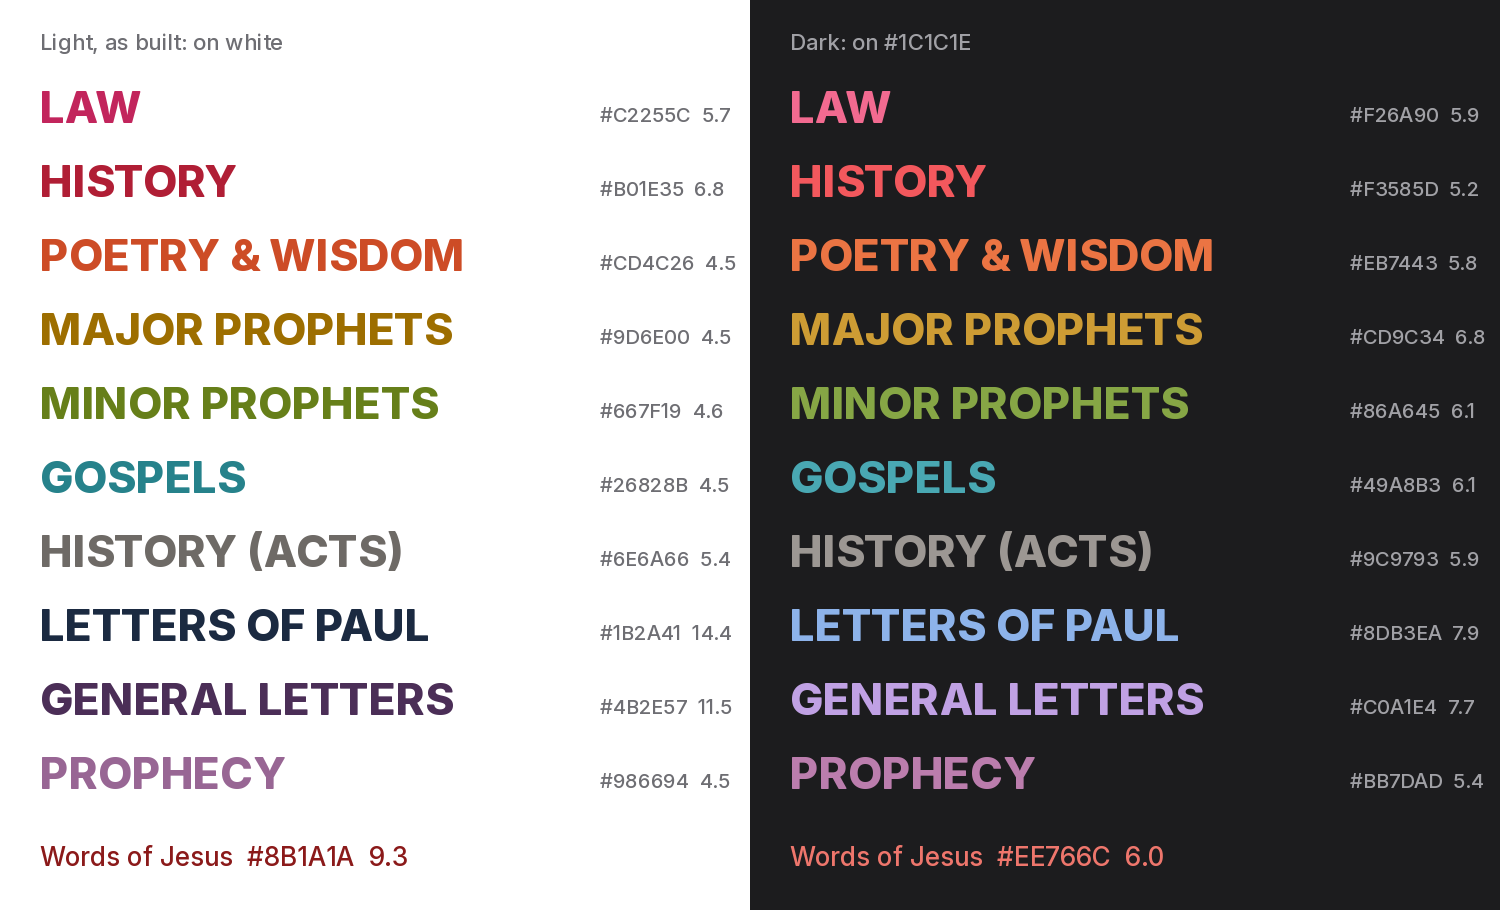 Light, as built: on white
LAW #C2255C 5.7
HISTORY #B01E35 6.8
POETRY & WISDOM #CD4C26 4.5
MAJOR PROPHETS #9D6E00 4.5
MINOR PROPHETS #667F19 4.6
GOSPELS #26828B 4.5
HISTORY (ACTS) #6E6A66 5.4
LETTERS OF PAUL #1B2A41 14.4
GENERAL LETTERS #4B2E57 11.5
PROPHECY #986694 4.5
Words of Jesus #8B1A1A 9.3
Dark: on #1C1C1E
LAW #F26A90 5.9
HISTORY #F3585D 5.2
POETRY & WISDOM #EB7443 5.8
MAJOR PROPHETS #CD9C34 6.8
MINOR PROPHETS #86A645 6.1
GOSPELS #49A8B3 6.1
HISTORY (ACTS) #9C9793 5.9
LETTERS OF PAUL #8DB3EA 7.9
GENERAL LETTERS #C0A1E4 7.7
PROPHECY #BB7DAD 5.4
Words of Jesus #EE766C 6.0